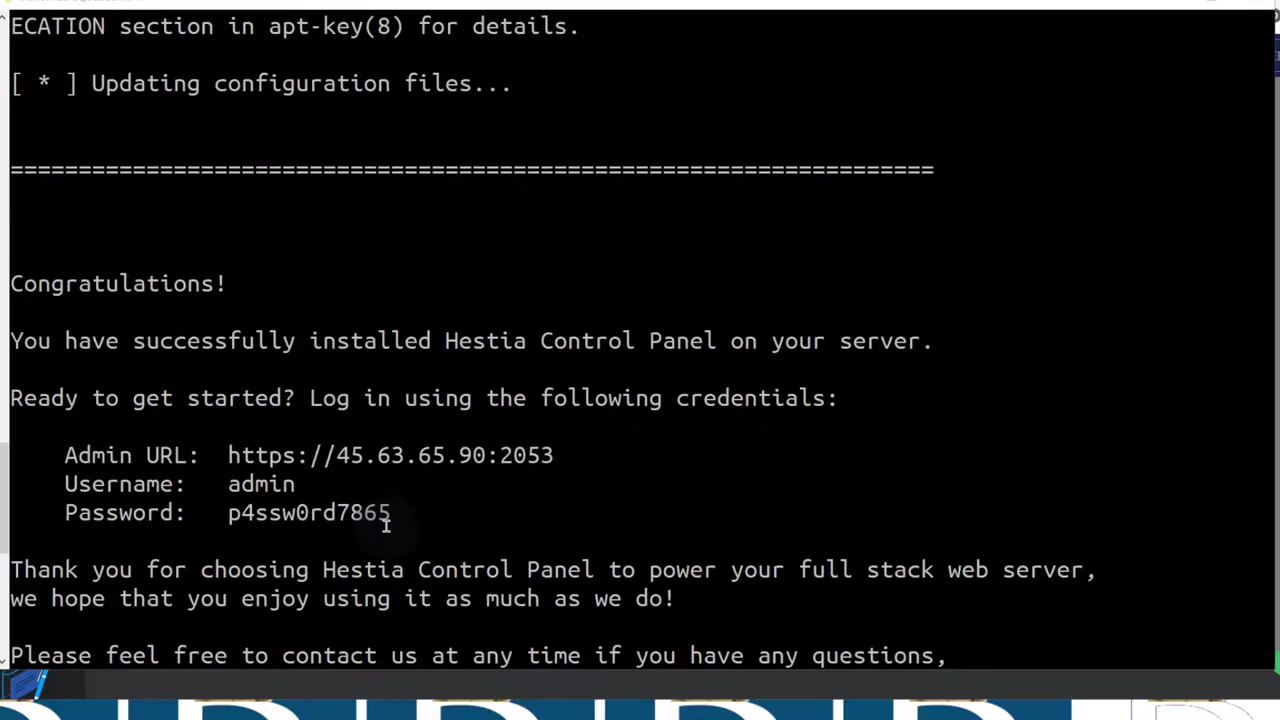 ECATION section in apt-key(8) for details.
[ * ] Updating configuration files...
====================================================================
Congratulations!
You have successfully installed Hestia Control Panel on your server.
Ready to get started? Log in using the following credentials:
Admin URL: https://45.63.65.90:2053
Username: admin
Password: p4ssw0rd7865
Thank you for choosing Hestia Control Panel to power your full stack web server,
we hope that you enjoy using it as much as we do!
Please feel free to contact us at any time if you have any questions,